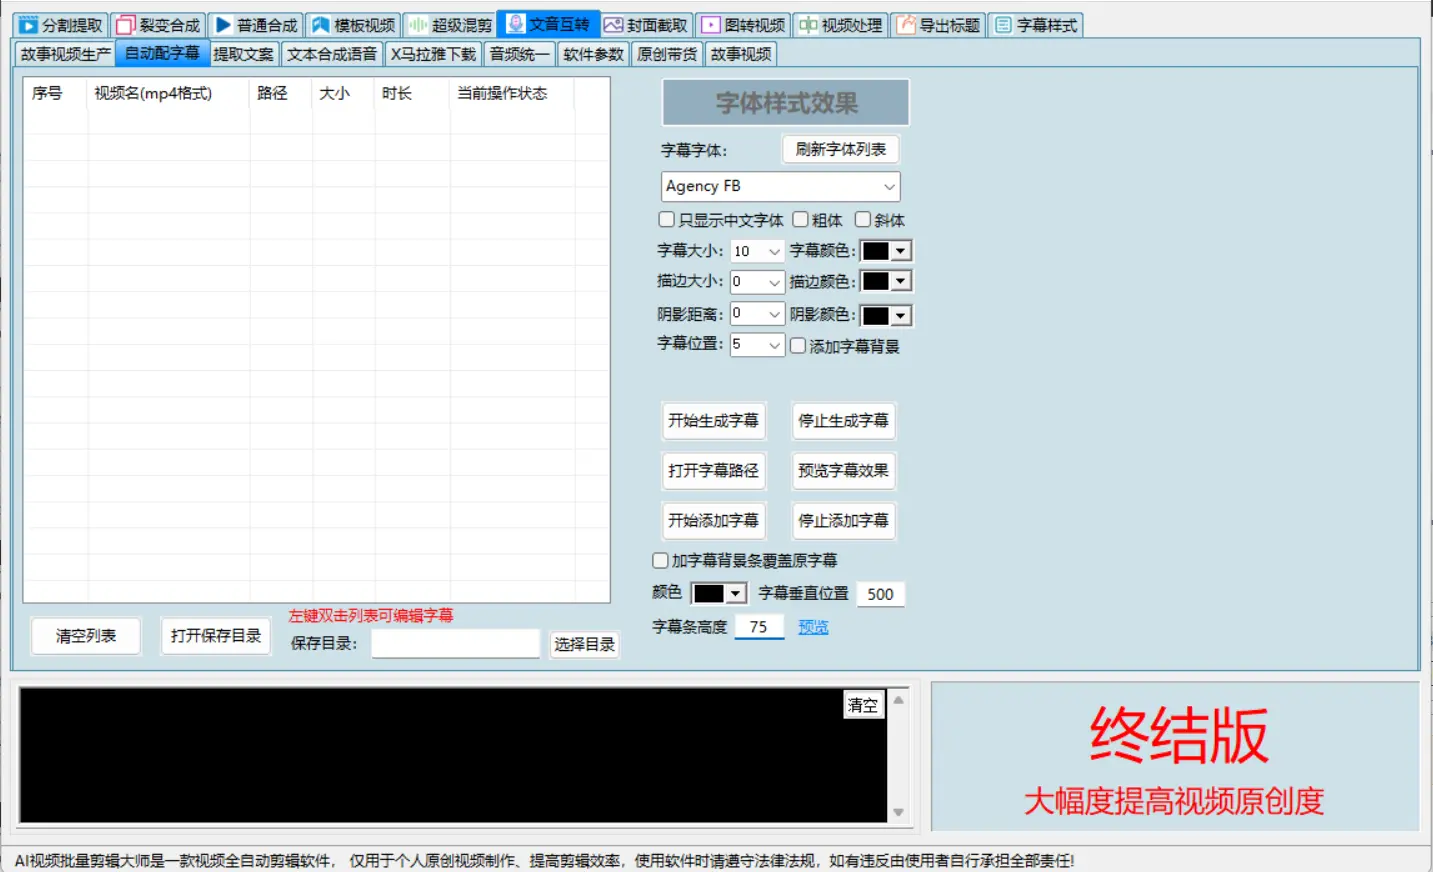 分割提取 裂变合成 普通合成 模板视频 超级混剪 文音互转 封面截取 图转视频 视频处理 导出标题 字幕样式
故事视频生产 自动配字幕 提取文案 文本合成语音 X马拉雅下载 音频统一 软件参数 原创带货 故事视频
序号 视频名(mp4格式) 路径 大小 时长 当前操作状态
字体样式效果
字幕字体: 刷新字体列表
Agency FB
只显示中文字体 粗体 斜体
字幕大小: 10 字幕颜色:
描边大小: 0 描边颜色:
阴影距离: 0 阴影颜色:
字幕位置: 5 添加字幕背景
开始生成字幕 停止生成字幕
打开字幕路径 预览字幕效果
开始添加字幕 停止添加字幕
加字幕背景条覆盖原字幕
颜色 字幕垂直位置 500
字幕条高度 75 预览
左键双击列表可编辑字幕
清空列表 打开保存目录 保存目录: 选择目录
清空
终结版
大幅度提高视频原创度
AI视频批量剪辑大师是一款视频全自动剪辑软件， 仅用于个人原创视频制作、提高剪辑效率，使用软件时请遵守法律法规，如有违反由使用者自行承担全部责任!